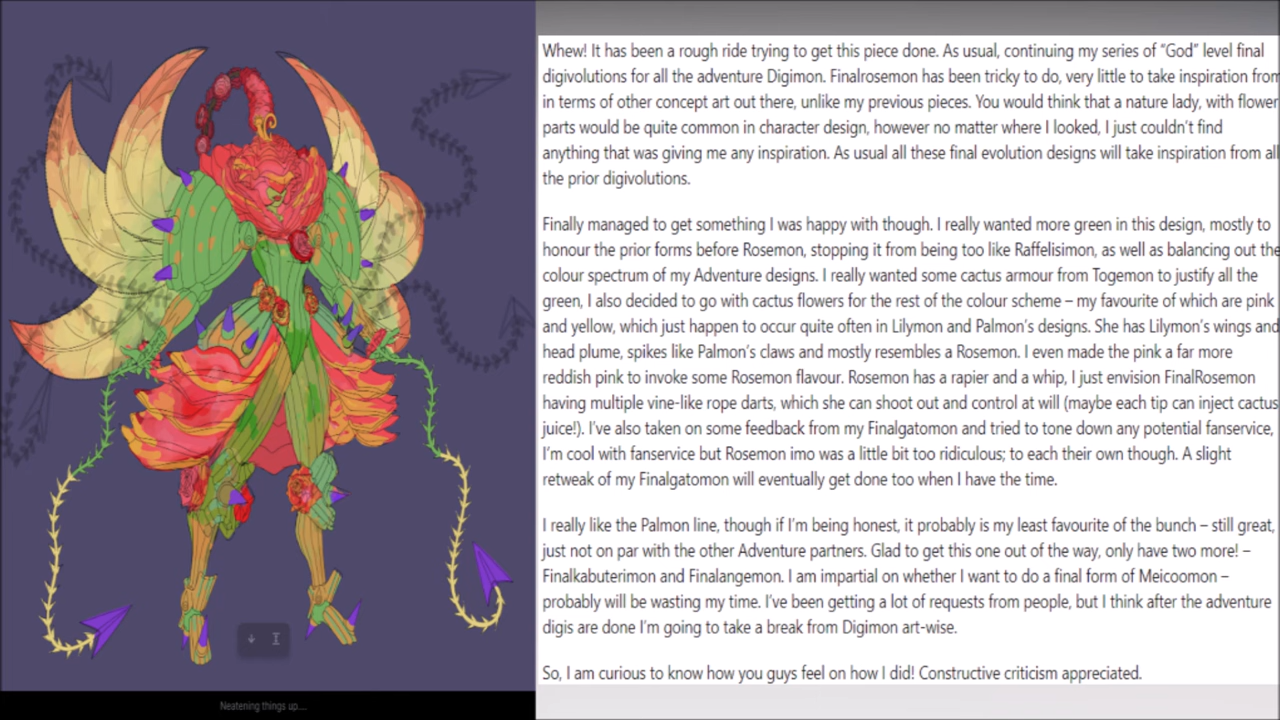 Whew! It has been a rough ride trying to get this piece done. As usual, continuing my series of “God” level final
digivolutions for all the adventure Digimon. Finalrosemon has been tricky to do, very little to take inspiration from
in terms of other concept art out there, unlike my previous pieces. You would think that a nature lady, with flower
parts would be quite common in character design, however no matter where I looked, I just couldn’t find
anything that was giving me any inspiration. As usual all these final evolution designs will take inspiration from all
the prior digivolutions.
Finally managed to get something I was happy with though. I really wanted more green in this design, mostly to
honour the prior forms before Rosemon, stopping it from being too like Raffelisimon, as well as balancing out the
colour spectrum of my Adventure designs. I really wanted some cactus armour from Togemon to justify all the
green, I also decided to go with cactus flowers for the rest of the colour scheme – my favourite of which are pink
and yellow, which just happen to occur quite often in Lilymon and Palmon’s designs. She has Lilymon’s wings and
head plume, spikes like Palmon’s claws and mostly resembles a Rosemon. I even made the pink a far more
reddish pink to invoke some Rosemon flavour. Rosemon has a rapier and a whip, I just envision FinalRosemon
having multiple vine-like rope darts, which she can shoot out and control at will (maybe each tip can inject cactus
juice!). I’ve also taken on some feedback from my Finalgatomon and tried to tone down any potential fanservice,
I’m cool with fanservice but Rosemon imo was a little bit too ridiculous; to each their own though. A slight
retweak of my Finalgatomon will eventually get done too when I have the time.
I really like the Palmon line, though if I’m being honest, it probably is my least favourite of the bunch – still great,
just not on par with the other Adventure partners. Glad to get this one out of the way, only have two more! –
Finalkabuterimon and Finalangemon. I am impartial on whether I want to do a final form of Meicoomon –
probably will be wasting my time. I’ve been getting a lot of requests from people, but I think after the adventure
digis are done I’m going to take a break from Digimon art-wise.
So, I am curious to know how you guys feel on how I did! Constructive criticism appreciated.
Neatening things up....